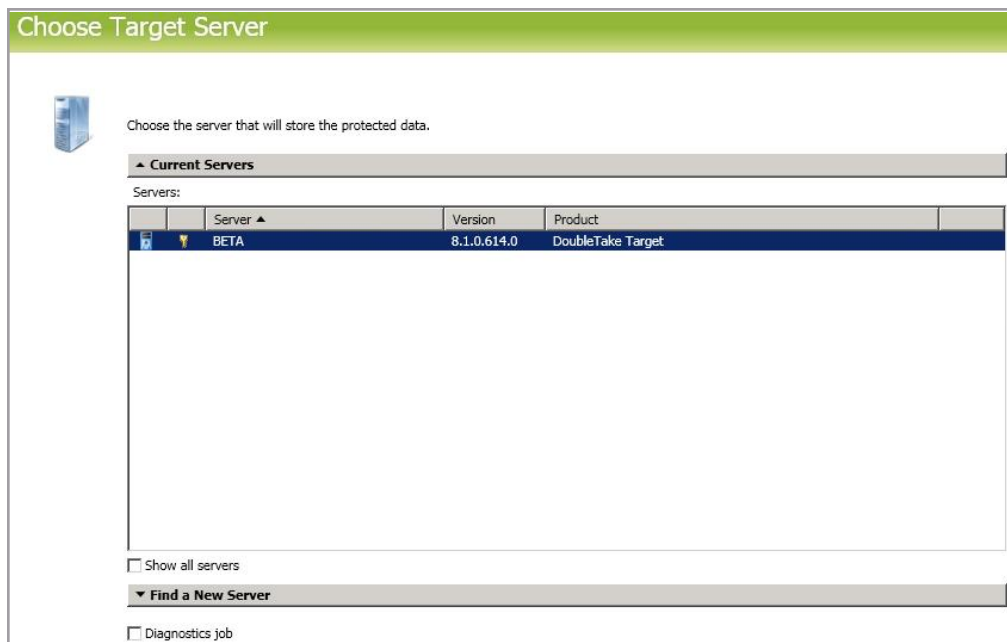 Choose Target Server
Choose the server that will store the protected data.
▲ Current Servers
Servers:
Server ▲ Version Product
BETA 8.1.0.614.0 DoubleTake Target
Show all servers
▼ Find a New Server
Diagnostics job